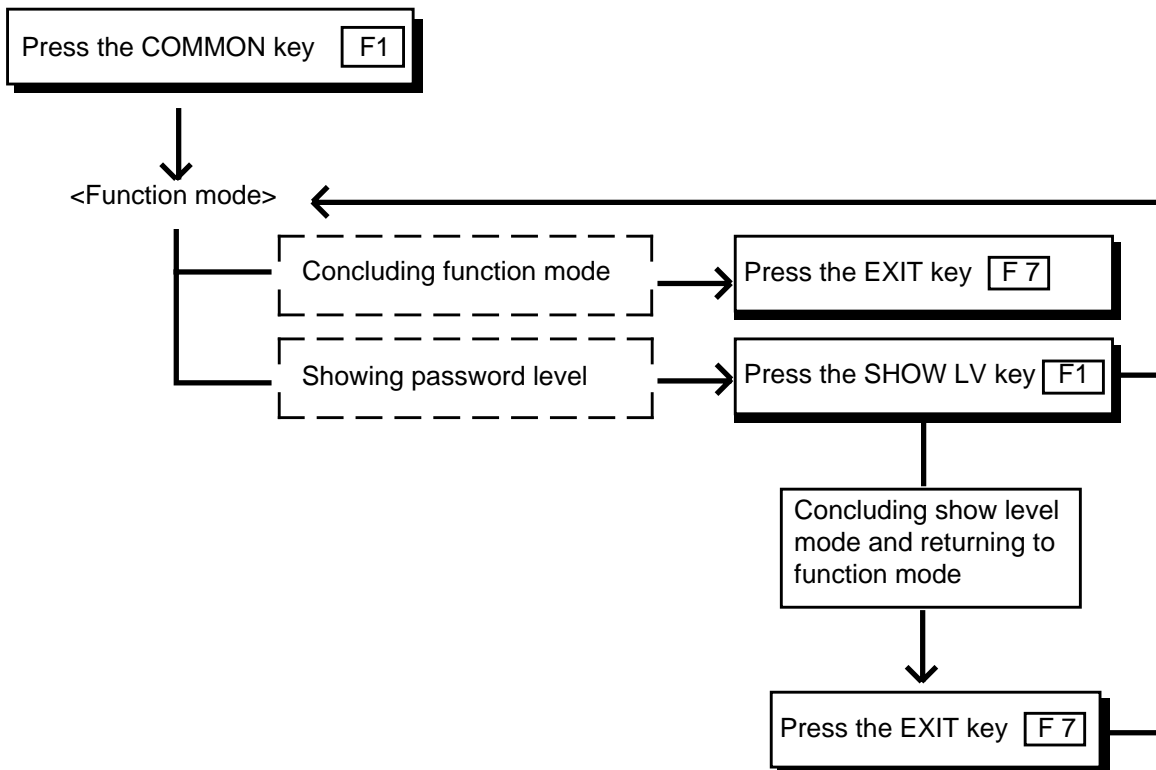 Press the COMMON key F1
<Function mode>
Concluding function mode
Press the EXIT key F 7
Showing password level
Press the SHOW LV key F1
Concluding show level
mode and returning to
function mode
Press the EXIT key F 7